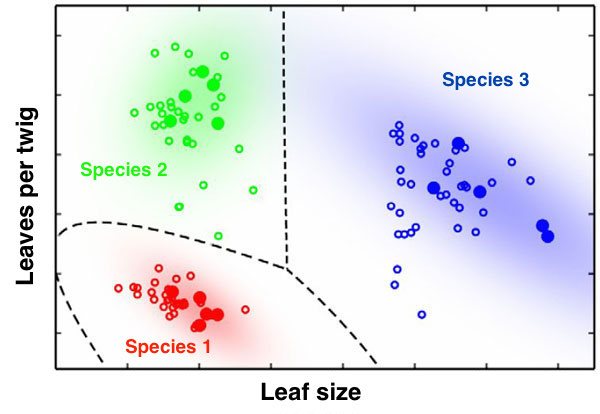 Species 3
Species 2
Species 1
Leaves per twig
Leaf size